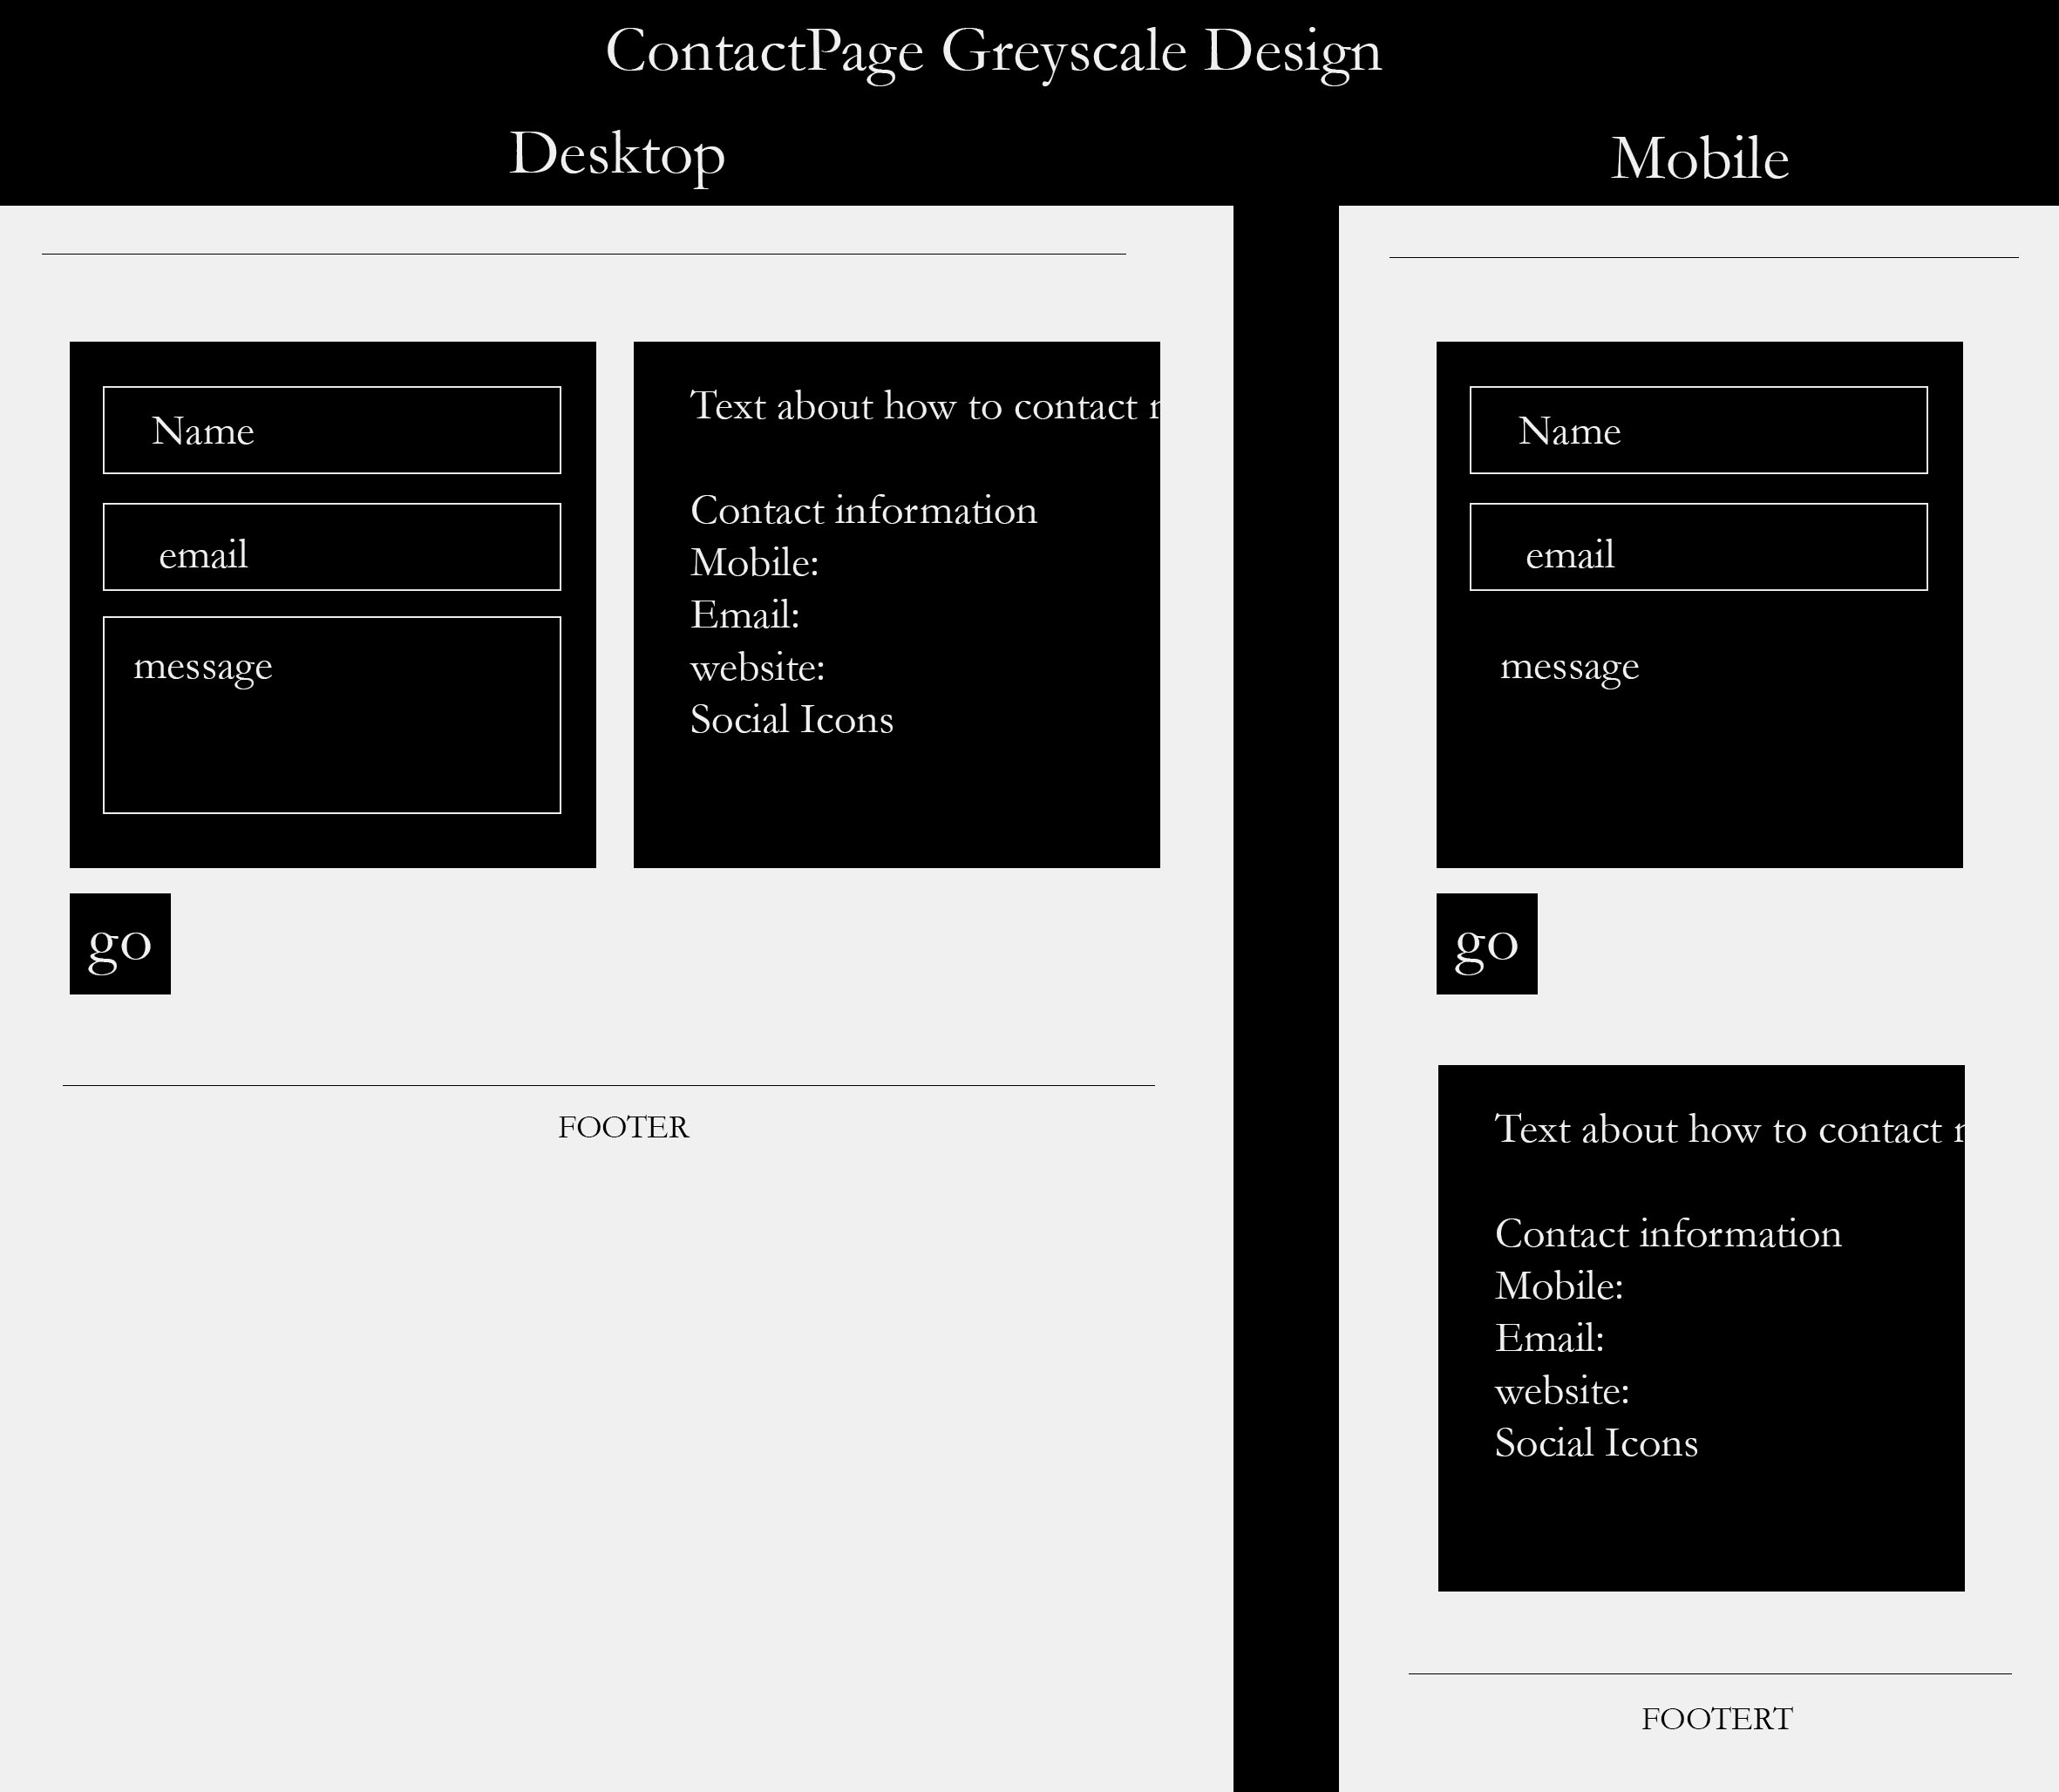 ContactPage Greyscale Design
Desktop
Mobile
Name
email
message
Text about how to contact
Contact information
Mobile:
Email:
website:
Social Icons
go
FOOTER
Name
email
message
go
Text about how to contact
Contact information
Mobile:
Email:
website:
Social Icons
FOOTERT